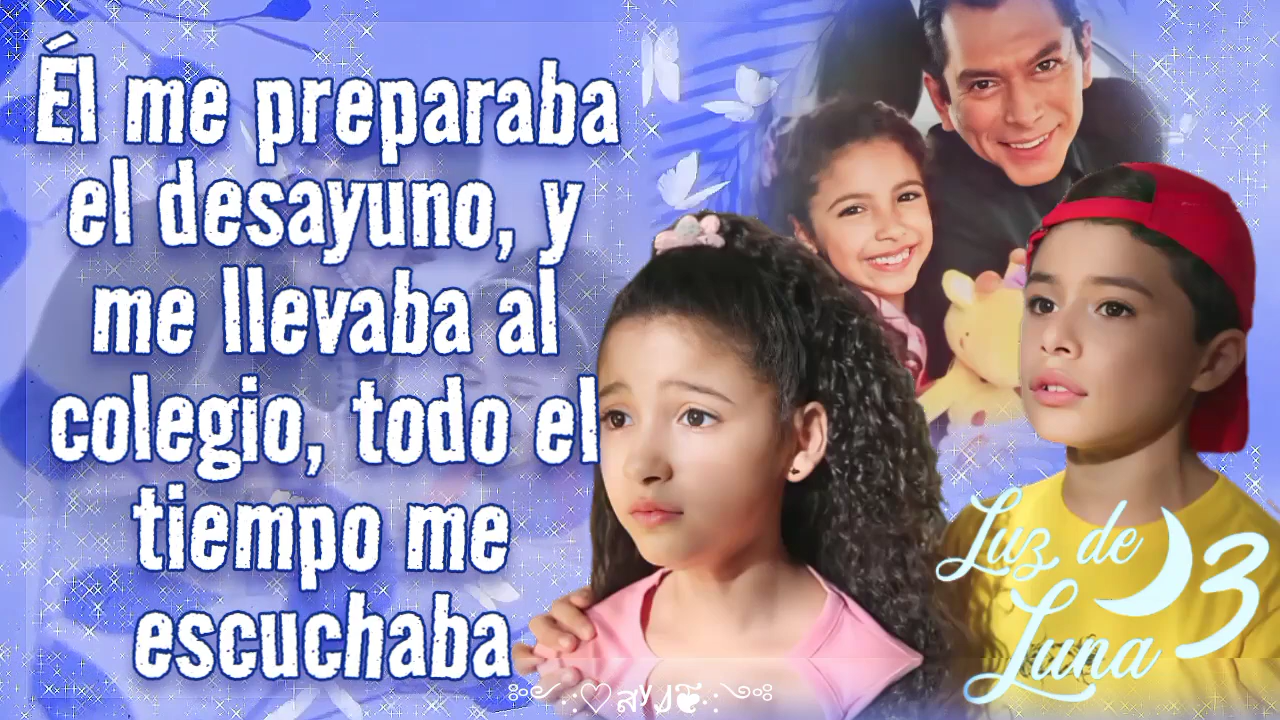 Él me preparaba
el desayuno, y
me llevaba al
colegio, todo el
tiempo me
escuchaba
Luz de
Luna 3